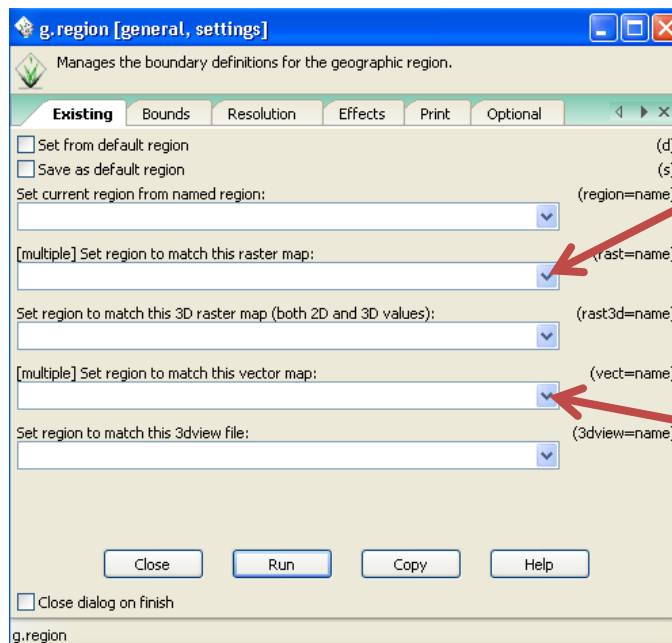 g.region [general, settings]
Manages the boundary definitions for the geographic region.
Existing Bounds Resolution Effects Print Optional
Set from default region (d)
Save as default region (s)
Set current region from named region: (region=name)
[multiple] Set region to match this raster map: (rast=name)
Set region to match this 3D raster map (both 2D and 3D values): (rast3d=name)
[multiple] Set region to match this vector map: (vect=name)
Set region to match this 3dview file: (3dview=name)
Close Run Copy Help
Close dialog on finish
g.region